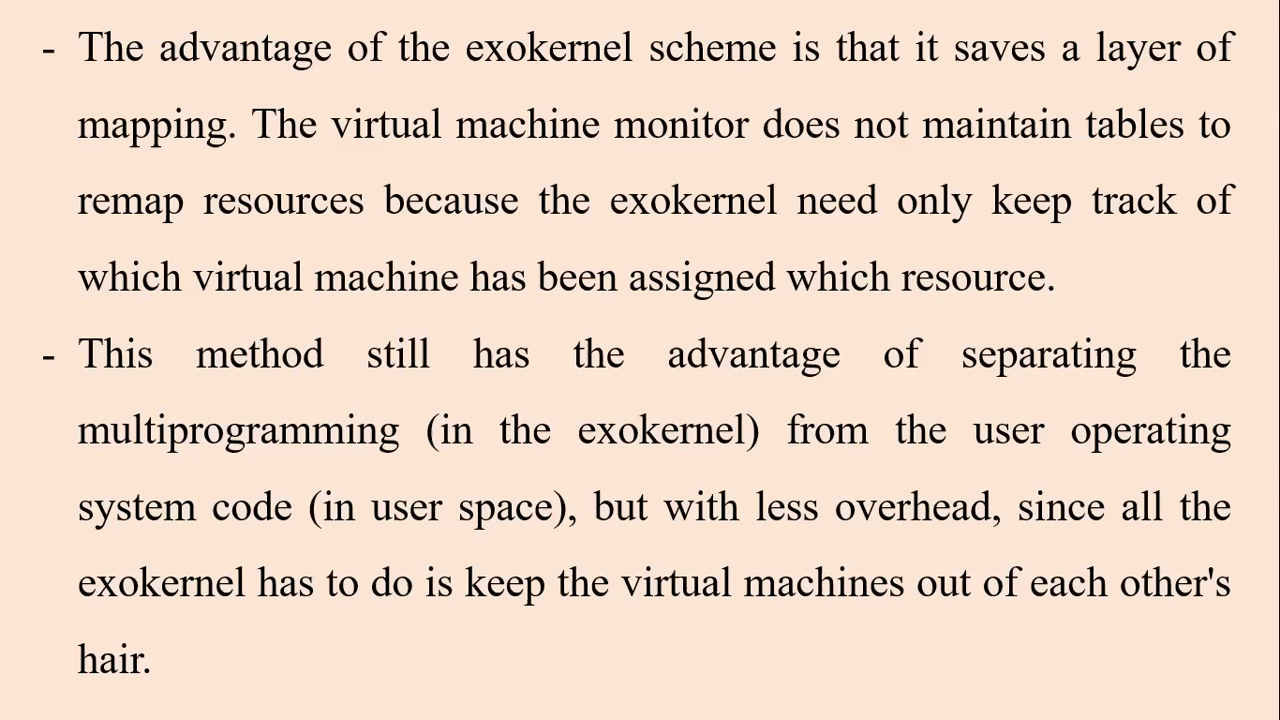 - The advantage of the exokernel scheme is that it saves a layer of
mapping. The virtual machine monitor does not maintain tables to
remap resources because the exokernel need only keep track of
which virtual machine has been assigned which resource.
- This method still has the advantage of separating the
multiprogramming (in the exokernel) from the user operating
system code (in user space), but with less overhead, since all the
exokernel has to do is keep the virtual machines out of each other's
hair.